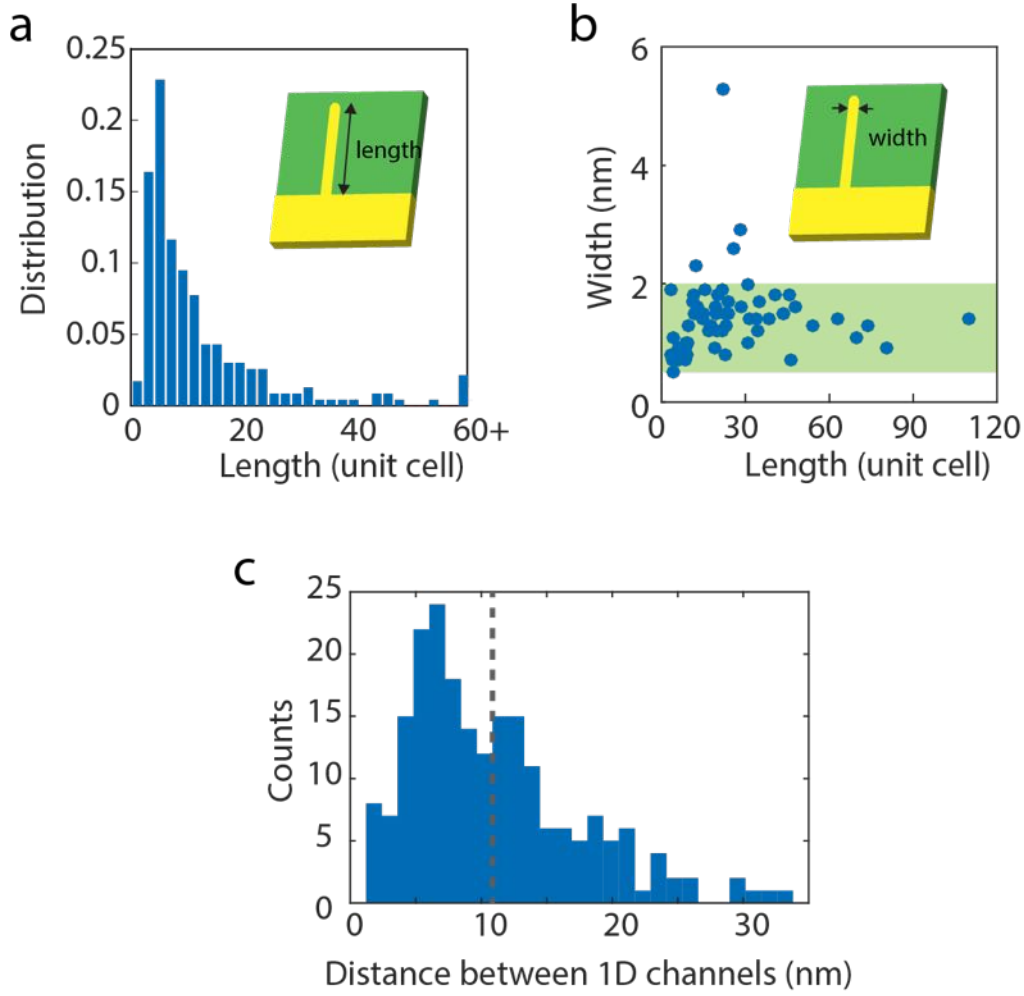 a
0.25
0.2
0.15
0.1
0.05
0
Distribution
length
0
20
40
60+
Length (unit cell)
b
6
4
2
0
Width (nm)
width
0
30
60
90
120
Length (unit cell)
c
25
20
15
10
5
0
Counts
0
10
20
30
Distance between 1D channels (nm)